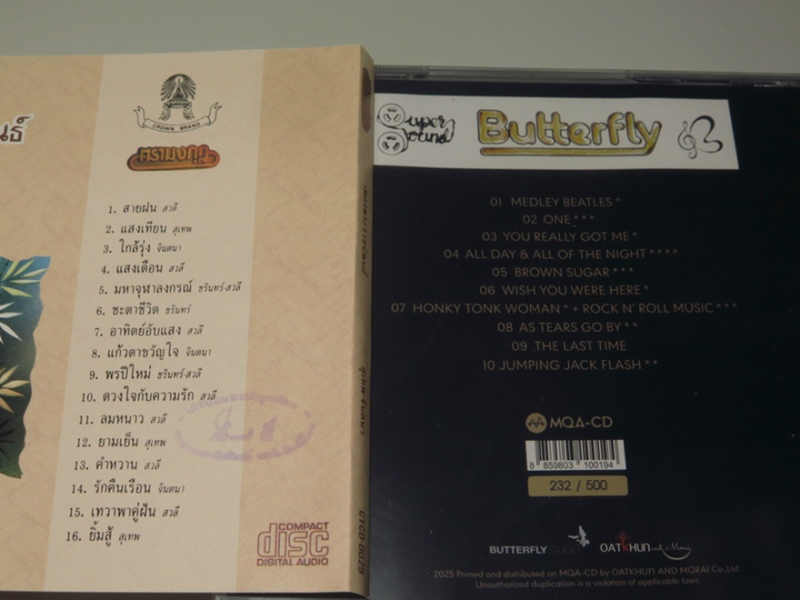 นธ์
CROWN BRAND
ตรามงกุฎ
1. สายฝน สวลี
2. แสงเทียน สุเทพ
3. ใกล้รุ่ง จินตนา
4. แสงเดือน สวลี
5. มหาจุฬาลงกรณ์ ชรินทร์-สวลี
6. ชะตาชีวิต ชรินทร์
7. อาทิตย์อับแสง สวลี
8. แก้วตาขวัญใจ จินตนา
9. พรปีใหม่ ชรินทร์-สวลี
10. ดวงใจกับความรัก สวลี
11. ลมหนาว สวลี
12. ยามเย็น สุเทพ
13. คำหวาน สวลี
14. รักคืนเรือน จินตนา
15. เทวาพาคู่ฝัน สวลี
16. ยิ้มสู้ สุเทพ
COMPACT
disc
DIGITAL AUDIO
Super Sound
Butterfly
01 MEDLEY BEATLES *
02 ONE * * *
03 YOU REALLY GOT ME *
04 ALL DAY & ALL OF THE NIGHT * * * *
05 BROWN SUGAR * * *
06 WISH YOU WERE HERE *
07 HONKY TONK WOMAN * + ROCK N' ROLL MUSIC * * *
08 AS TEARS GO BY * *
09 THE LAST TIME
10 JUMPING JACK FLASH * *
MQA-CD
8 859803 100194
232 / 500
BUTTERFLY STUDIO
OATKHUN and Morai
2025 Printed and distributed on MQA-CD by OATKHUN AND MORAI Co.,Ltd.
Unauthorized duplication is a violation of applicable laws.